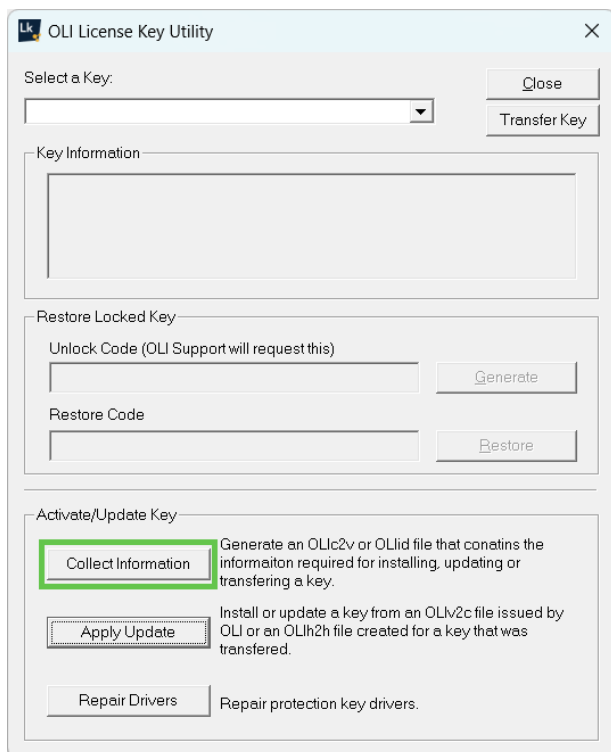 Lk OLI License Key Utility
Select a Key:
Close
Transfer Key
Key Information
Restore Locked Key
Unlock Code (OLI Support will request this)
Generate
Restore Code
Restore
Activate/Update Key
Collect Information
Generate an OLIc2v or OLIid file that conatins the
informaiton required for installing, updating or
transfering a key.
Apply Update
Install or update a key from an OLIv2c file issued by
OLI or an OLIh2h file created for a key that was
transfered.
Repair Drivers
Repair protection key drivers.